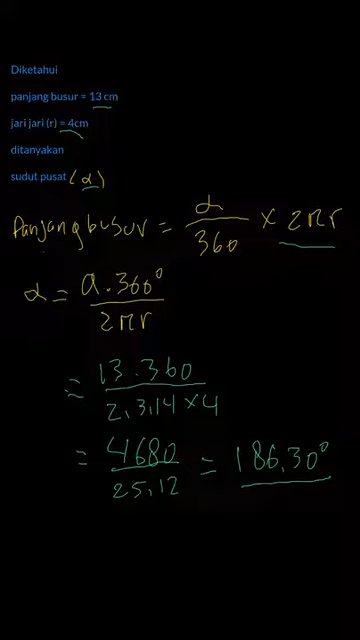 Diketahui
panjang busur = 13 cm
jari jari (r) = 4cm
ditanyakan
sudut pusat (α)
Panjang busur = α/360 × 2πr
α = a.360°/2πr
= 13.360/2.3,14×4
= 4680/25,12 = 186,30°